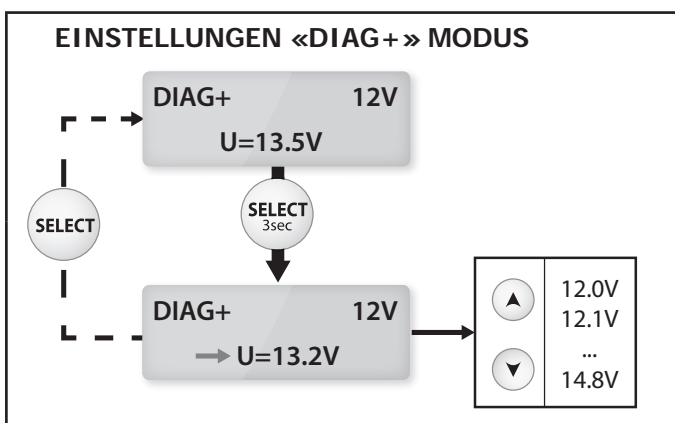 EINSTELLUNGEN «DIAG+» MODUS
DIAG+ 12V
U=13.5V
SELECT
SELECT
3sec
DIAG+ 12V
U=13.2V
12.0V
12.1V
...
14.8V